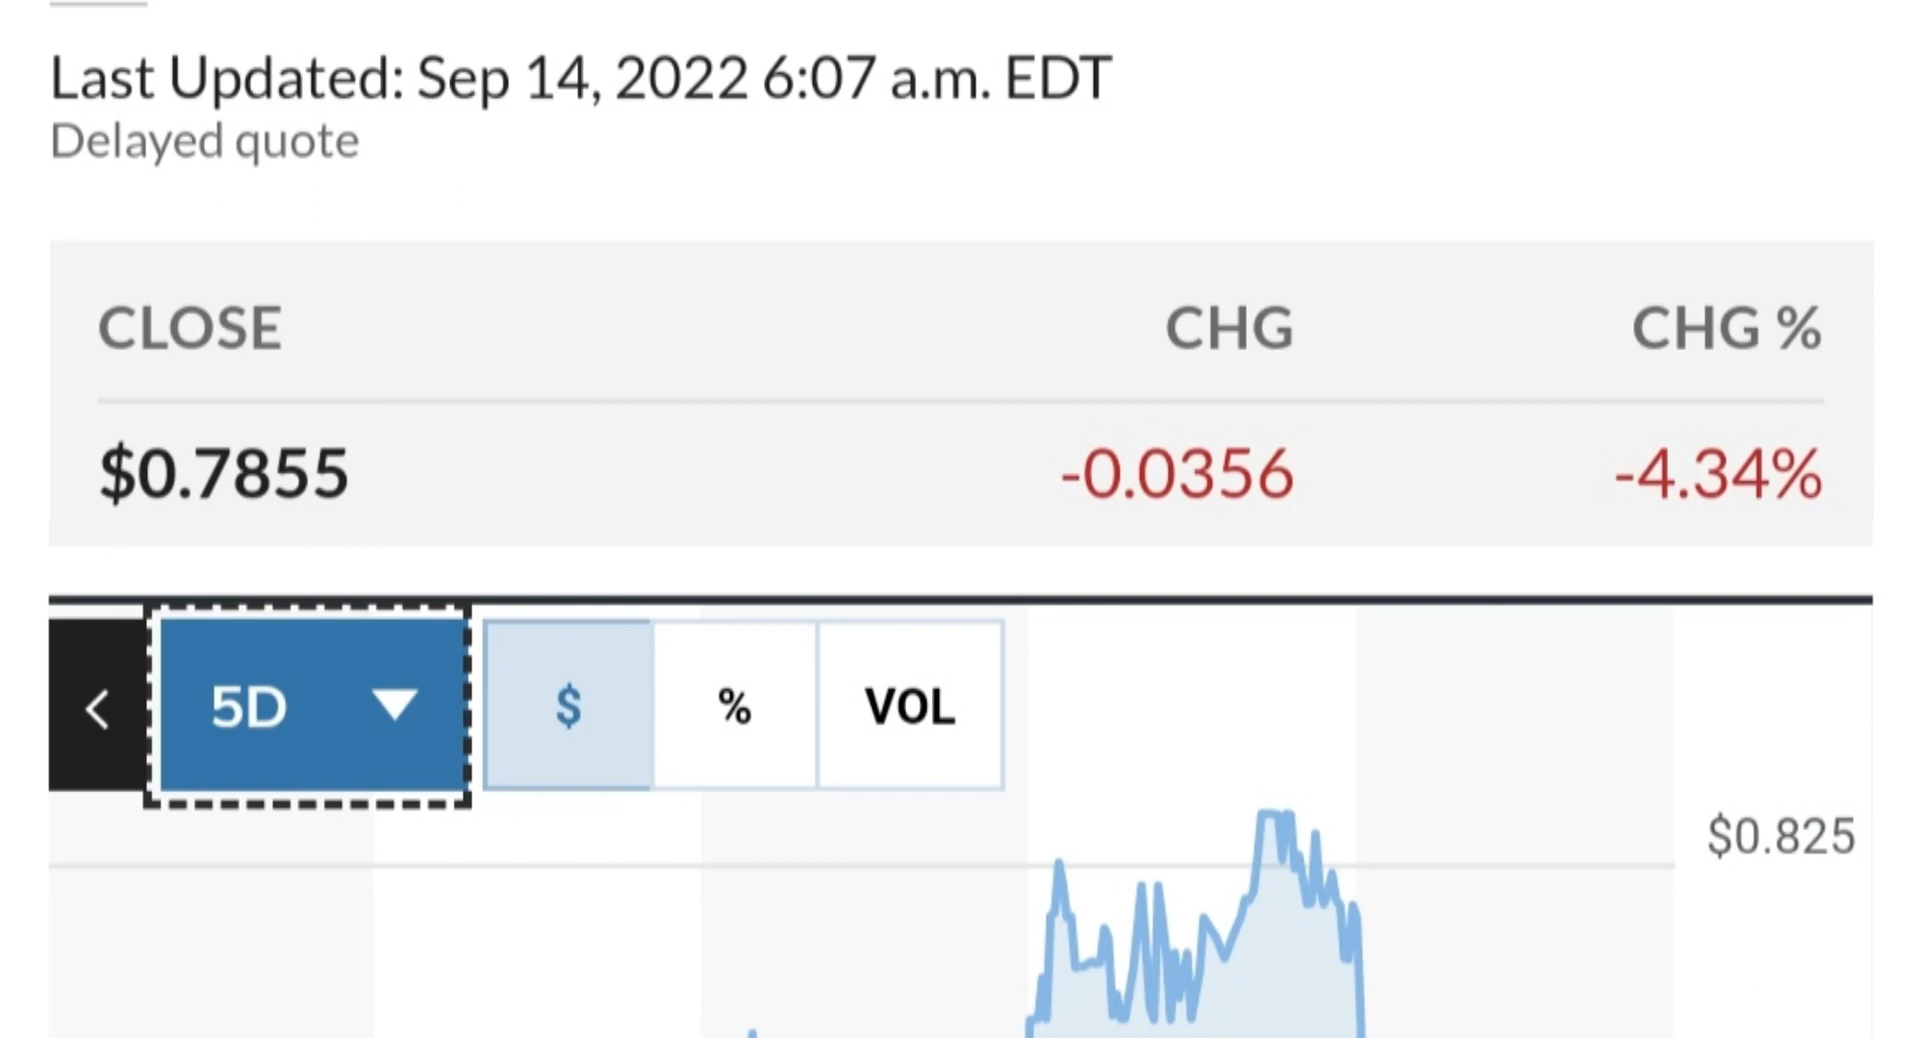 Last Updated: Sep 14, 2022 6:07 a.m. EDT
Delayed quote
CLOSE CHG CHG %
$0.7855 -0.0356 -4.34%
< 5D ▼ $ % VOL
$0.825